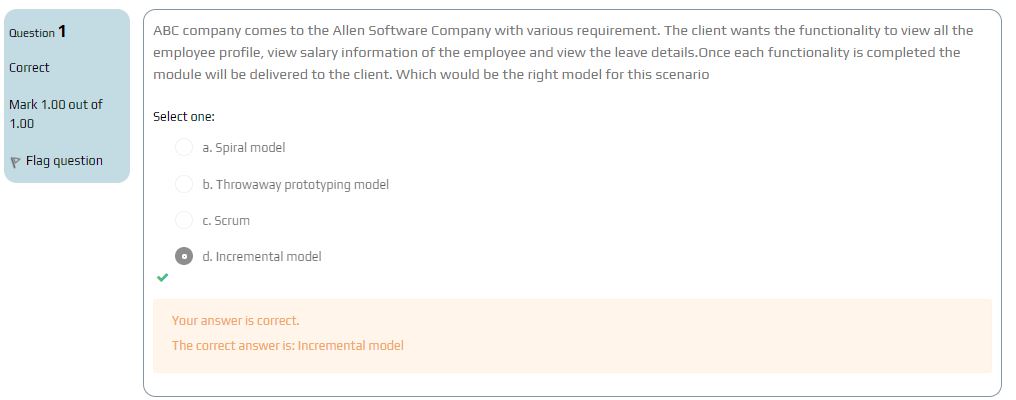 Question 1
Correct
Mark 1.00 out of
1.00
Flag question
ABC company comes to the Allen Software Company with various requirement. The client wants the functionality to view all the
employee profile, view salary information of the employee and view the leave details.Once each functionality is completed the
module will be delivered to the client. Which would be the right model for this scenario
Select one:
a. Spiral model
b. Throwaway prototyping model
c. Scrum
d. Incremental model
Your answer is correct.
The correct answer is: Incremental model